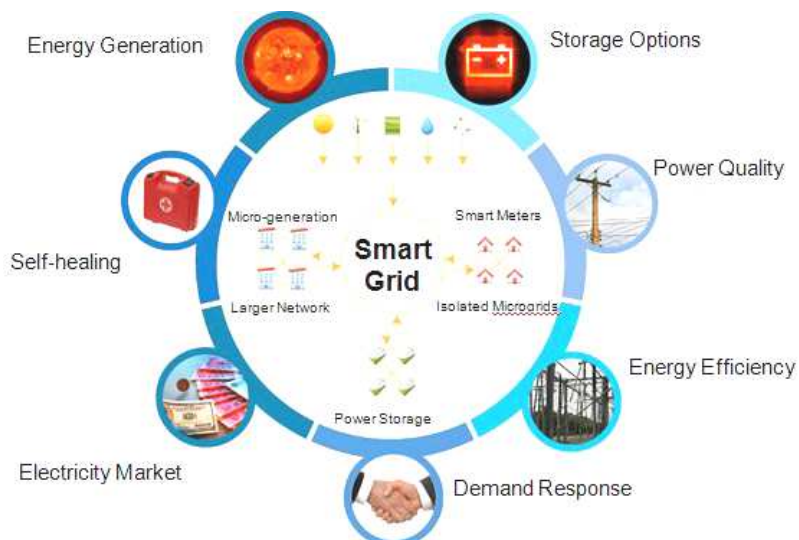 Energy Generation
Storage Options
Power Quality
Micro-generation
Smart Meters
Smart
Grid
Self-healing
Larger Network
Isolated Microgrids
Energy Efficiency
Power Storage
Electricity Market
Demand Response